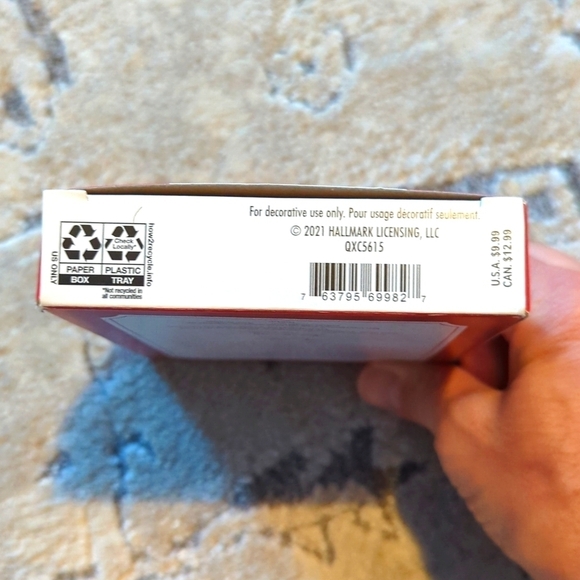 For decorative use only. Pour usage décoratif seulement.
© 2021 HALLMARK LICENSING, LLC
QXC5615
7 63795 69982 7
US ONLY
PAPER
BOX
Check
Locally*
PLASTIC
TRAY
*Not recycled in
all communities
how2recycle.info
U.S.A. $9.99
CAN. $12.99